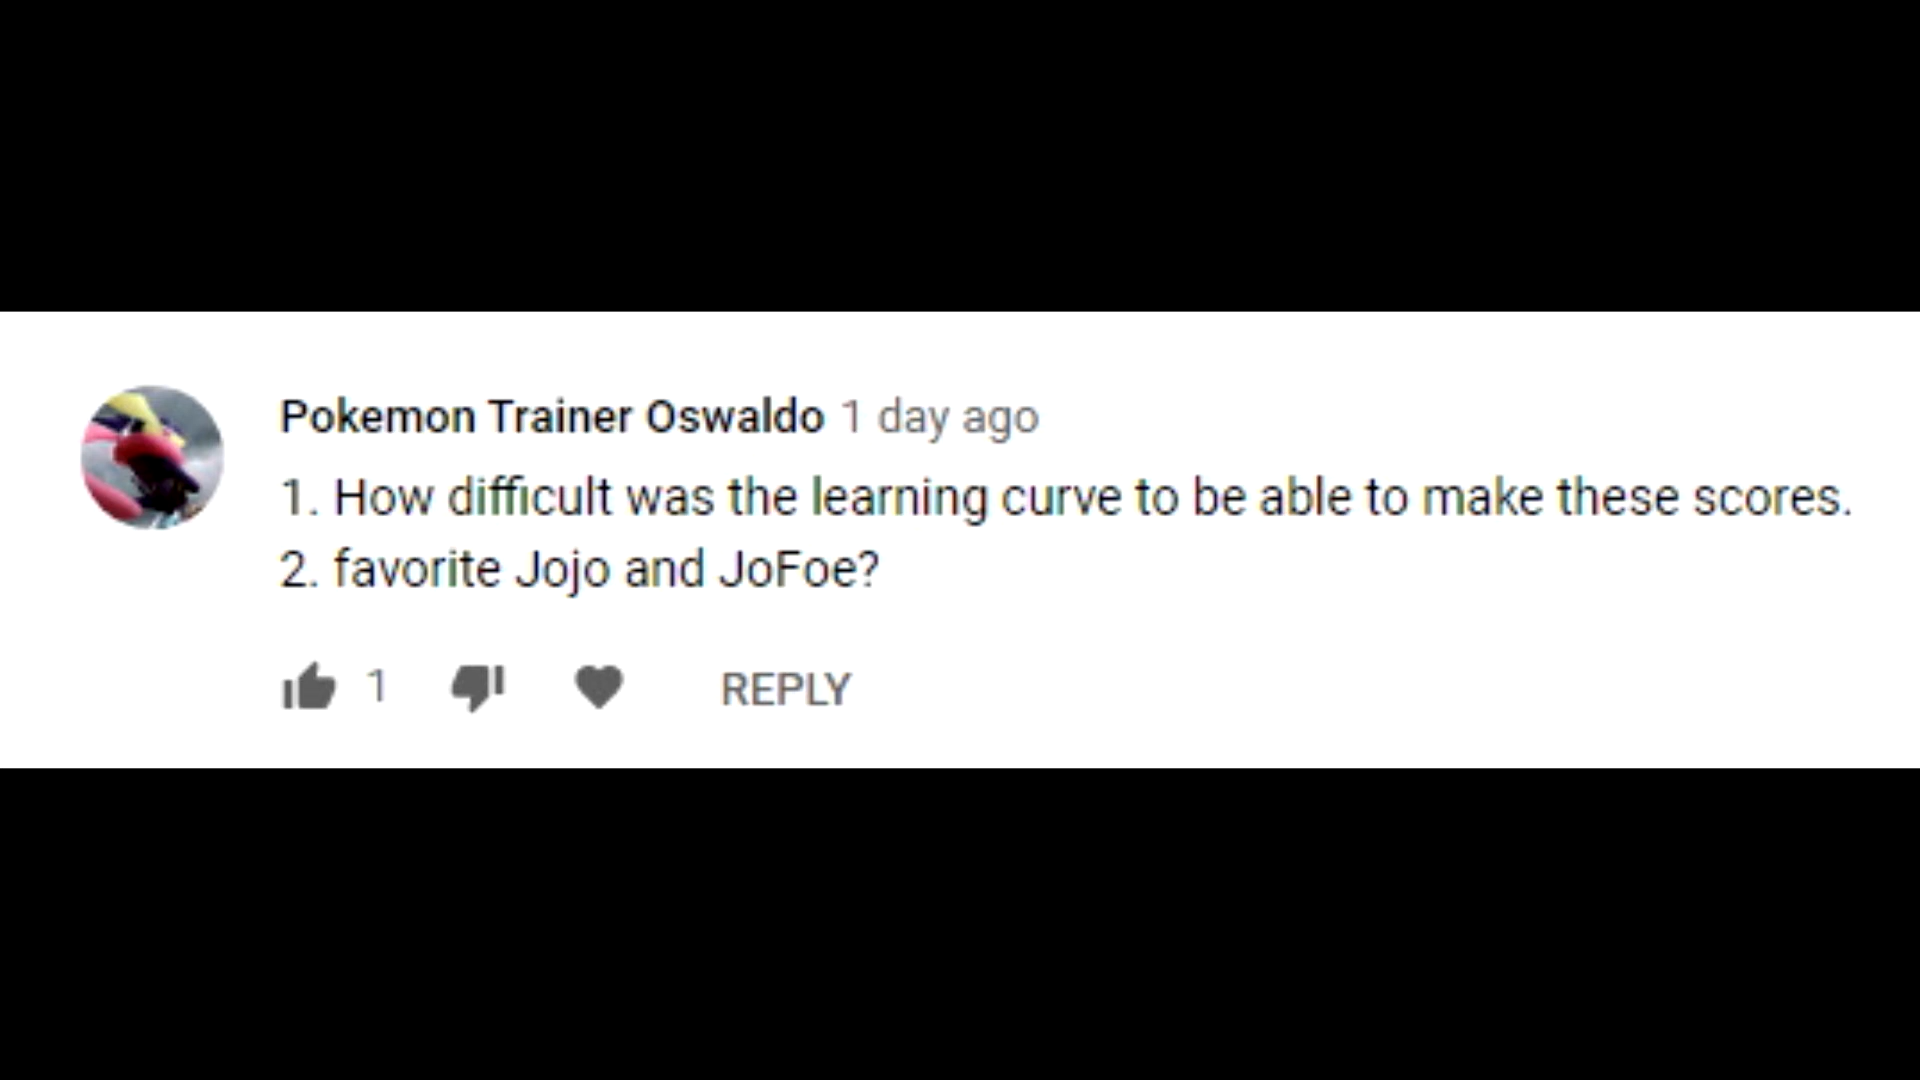 Pokemon Trainer Oswaldo 1 day ago
1. How difficult was the learning curve to be able to make these scores.
2. favorite Jojo and JoFoe?
1 REPLY